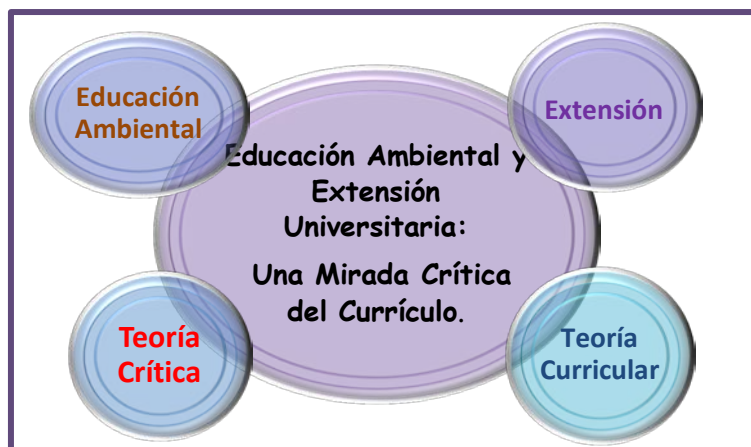 Educación
Ambiental
Extensión
Educación Ambiental y
Extensión
Universitaria:
Una Mirada Crítica
del Currículo.
Teoría
Crítica
Teoría
Curricular